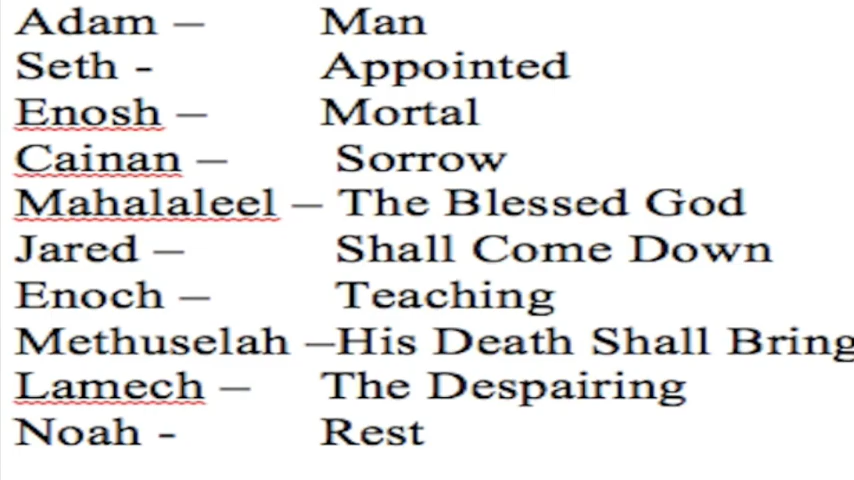 Adam – Man
Seth - Appointed
Enosh – Mortal
Cainan – Sorrow
Mahalaleel – The Blessed God
Jared – Shall Come Down
Enoch – Teaching
Methuselah –His Death Shall Bring
Lamech – The Despairing
Noah - Rest